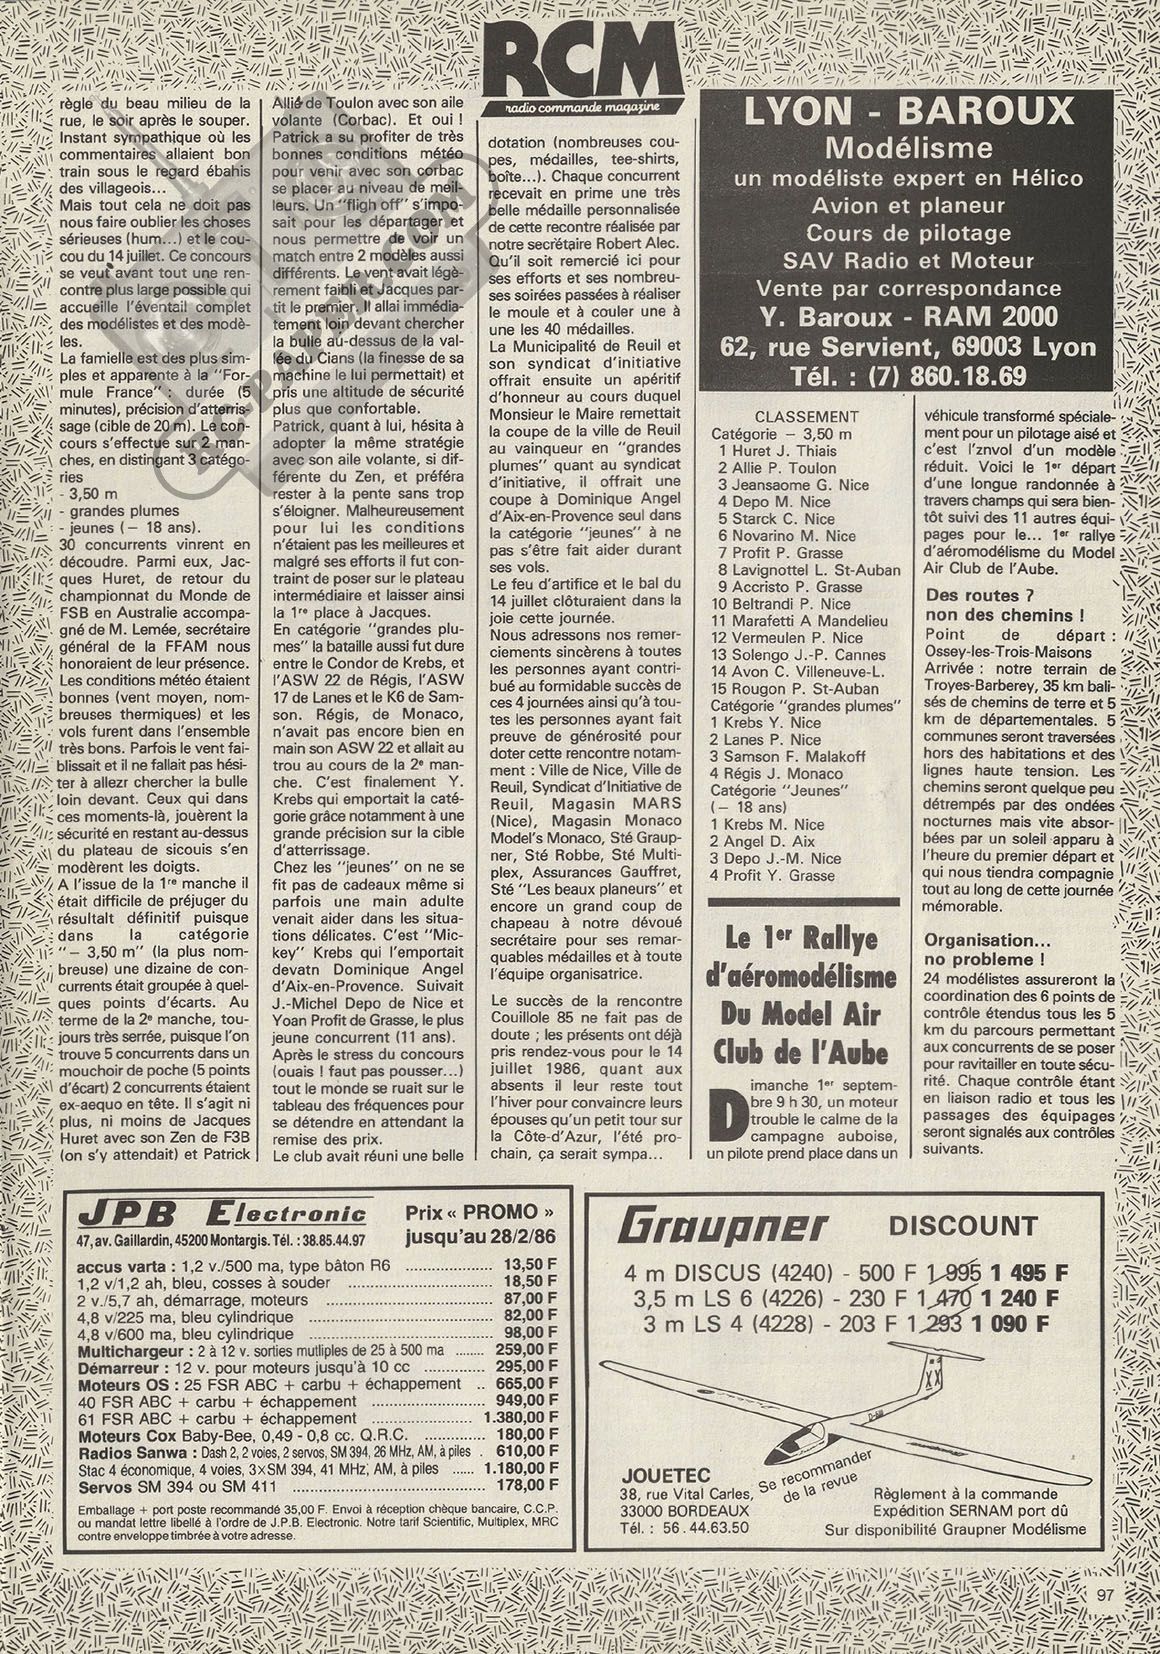 RCM
radio commande magazine
règle du beau milieu de la
rue, le soir après le souper.
Instant sympathique où les
commentaires allaient bon
train sous le regard ébahis
des villageois...
Mais tout cela ne doit pas
nous faire oublier les choses
sérieuses (hum...) et le cou-
cou du 14 juillet. Ce concours
se veut avant tout une ren-
contre plus large possible qui
accueille l'éventail complet
des modélistes et des modè-
les.
La famielle est des plus sim-
ples et apparente à la "For-
mule France" : durée (5
minutes), précision d'atterris-
sage (cible de 20 m). Le con-
cours s'effectue sur 2 man-
ches, en distingant 3 catégo-
ries
- 3,50 m
- grandes plumes
- jeunes (– 18 ans).
30 concurrents vinrent en
découdre. Parmi eux, Jac-
ques Huret, de retour du
championnat du Monde de
FSB en Australie accompa-
gné de M. Lemée, secrétaire
général de la FFAM nous
honoraient de leur présence.
Les conditions météo étaient
bonnes (vent moyen, nom-
breuses thermiques) et les
vols furent dans l'ensemble
très bons. Parfois le vent fai-
blissait et il ne fallait pas hési-
ter à allezr chercher la bulle
loin devant. Ceux qui dans
ces moments-là, jouèrent la
sécurité en restant au-dessus
du plateau de sicouis s'en
modèrent les doigts.
A l'issue de la 1re manche il
était difficile de préjuger du
résultalt définitif puisque
dans la catégorie
"– 3,50 m" (la plus nom-
breuse) une dizaine de con-
currents était groupée à quel-
ques points d'écarts. Au
terme de la 2e manche, tou-
jours très serrée, puisque l'on
trouve 5 concurrents dans un
mouchoir de poche (5 points
d'écart) 2 concurrents étaient
ex-aequo en tête. Il s'agit ni
plus, ni moins de Jacques
Huret avec son Zen de F3B
(on s'y attendait) et Patrick
Allié de Toulon avec son aile
volante (Corbac). Et oui !
Patrick a su profiter de très
bonnes conditions météo
pour venir avec son corbac
se placer au niveau de meil-
leurs. Un "fligh off" s'impo-
sait pour les départager et
nous permettre de voir un
match entre 2 modèles aussi
différents. Le vent avait légè-
rement faibli et Jacques par-
tit le premier. Il allai immédia-
tement loin devant chercher
la bulle au-dessus de la val-
lée du Cians (la finesse de sa
machine le lui permettait) et
pris une altitude de sécurité
plus que confortable.
Patrick, quant à lui, hésita à
adopter la même stratégie
avec son aile volante, si dif-
férente du Zen, et préféra
rester à la pente sans trop
s'éloigner. Malheureusement
pour lui les conditions
n'étaient pas les meilleures et
malgré ses efforts il fut con-
traint de poser sur le plateau
intermédiaire et laisser ainsi
la 1re place à Jacques.
En catégorie "grandes plu-
mes" la bataille aussi fut dure
entre le Condor de Krebs, et
l'ASW 22 de Régis, l'ASW
17 de Lanes et le K6 de Sam-
son. Régis, de Monaco,
n'avait pas encore bien en
main son ASW 22 et allait au
trou au cours de la 2e man-
che. C'est finalement Y.
Krebs qui emportait la caté-
gorie grâce notamment à une
grande précision sur la cible
d'atterrissage.
Chez les "jeunes" on ne se
fit pas de cadeaux même si
parfois une main adulte
venait aider dans les situa-
tions délicates. C'est "Mic-
key" Krebs qui l'emportait
devatn Dominique Angel
d'Aix-en-Provence. Suivait
J.-Michel Depo de Nice et
Yoan Profit de Grasse, le plus
jeune concurrent (11 ans).
Après le stress du concours
(ouais ! faut pas pousser...)
tout le monde se ruait sur le
tableau des fréquences pour
se détendre en attendant la
remise des prix.
Le club avait réuni une belle
dotation (nombreuses cou-
pes, médailles, tee-shirts,
boîte...). Chaque concurrent
recevait en prime une très
belle médaille personnalisée
de cette recontre réalisée par
notre secrétaire Robert Alec.
Qu'il soit remercié ici pour
ses efforts et ses nombreu-
ses soirées passées à réaliser
le moule et à couler une à
une les 40 médailles.
La Municipalité de Reuil et
son syndicat d'initiative
offrait ensuite un apéritif
d'honneur au cours duquel
Monsieur le Maire remettait
la coupe de la ville de Reuil
au vainqueur en "grandes
plumes" quant au syndicat
d'initiative, il offrait une
coupe à Dominique Angel
d'Aix-en-Provence seul dans
la catégorie "jeunes" à ne
pas s'être fait aider durant
ses vols.
Le feu d'artifice et le bal du
14 juillet clôturaient dans la
joie cette journée.
Nous adressons nos remer-
ciements sincèrens à toutes
les personnes ayant contri-
bué au formidable succès de
ces 4 journées ainsi qu'à tou-
tes les personnes ayant fait
preuve de générosité pour
doter cette rencontre notam-
ment : Ville de Nice, Ville de
Reuil, Syndicat d'Initiative de
Reuil, Magasin MARS
(Nice), Magasin Monaco
Model's Monaco, Sté Graup-
ner, Sté Robbe, Sté Multi-
plex, Assurances Gauffret,
Sté "Les beaux planeurs" et
encore un grand coup de
chapeau à notre dévoué
secrétaire pour ses remar-
quables médailles et à toute
l'équipe organisatrice.
Le succès de la rencontre
Couillole 85 ne fait pas de
doute ; les présents ont déjà
pris rendez-vous pour le 14
juillet 1986, quant aux
absents il leur reste tout
l'hiver pour convaincre leurs
épouses qu'un petit tour sur
la Côte-d'Azur, l'été pro-
chain, ça serait sympa...
LYON - BAROUX
Modélisme
un modéliste expert en Hélico
Avion et planeur
Cours de pilotage
SAV Radio et Moteur
Vente par correspondance
Y. Baroux - RAM 2000
62, rue Servient, 69003 Lyon
Tél. : (7) 860.18.69
CLASSEMENT
Catégorie – 3,50 m
1 Huret J. Thiais
2 Allie P. Toulon
3 Jeansaome G. Nice
4 Depo M. Nice
5 Starck C. Nice
6 Novarino M. Nice
7 Profit P. Grasse
8 Lavignottel L. St-Auban
9 Accristo P. Grasse
10 Beltrandi P. Nice
11 Marafetti A Mandelieu
12 Vermeulen P. Nice
13 Solengo J.-P. Cannes
14 Avon C. Villeneuve-L.
15 Rougon P. St-Auban
Catégorie "grandes plumes"
1 Krebs Y. Nice
2 Lanes P. Nice
3 Samson F. Malakoff
4 Régis J. Monaco
Catégorie "Jeunes"
(– 18 ans)
1 Krebs M. Nice
2 Angel D. Aix
3 Depo J.-M. Nice
4 Profit Y. Grasse
Le 1er Rallye
d'aéromodélisme
Du Model Air
Club de l'Aube
Dimanche 1er septem-
bre 9 h 30, un moteur
trouble le calme de la
campagne auboise,
un pilote prend place dans un
véhicule transformé spéciale-
ment pour un pilotage aisé et
c'est l'znvol d'un modèle
réduit. Voici le 1er départ
d'une longue randonnée à
travers champs qui sera bien-
tôt suivi des 11 autres équi-
pages pour le... 1er rallye
d'aéromodélisme du Model
Air Club de l'Aube.
Des routes ?
non des chemins !
Point de départ :
Ossey-les-Trois-Maisons
Arrivée : notre terrain de
Troyes-Barberey, 35 km bali-
sés de chemins de terre et 5
km de départementales. 5
communes seront traversées
hors des habitations et des
lignes haute tension. Les
chemins seront quelque peu
détrempés par des ondées
nocturnes mais vite absor-
bées par un soleil apparu à
l'heure du premier départ et
qui nous tiendra compagnie
tout au long de cette journée
mémorable.
Organisation...
no probleme !
24 modélistes assureront la
coordination des 6 points de
contrôle étendus tous les 5
km du parcours permettant
aux concurrents de se poser
pour ravitailler en toute sécu-
rité. Chaque contrôle étant
en liaison radio et tous les
passages des équipages
seront signalés aux contrôles
suivants.
JPB Electronic
47, av. Gaillardin, 45200 Montargis. Tél. : 38.85.44.97
Prix « PROMO »
jusqu'au 28/2/86
accus varta : 1,2 v./500 ma, type bâton R6 ................ 13,50 F
1,2 v/1,2 ah, bleu, cosses à souder ................ 18,50 F
2 v./5,7 ah, démarrage, moteurs ................ 87,00 F
4,8 v/225 ma, bleu cylindrique ................ 82,00 F
4,8 v/600 ma, bleu cylindrique ................ 98,00 F
Multichargeur : 2 à 12 v. sorties mutliples de 25 à 500 ma ....... 259,00 F
Démarreur : 12 v. pour moteurs jusqu'à 10 cc ............. 295,00 F
Moteurs OS : 25 FSR ABC + carbu + échappement .. 665,00 F
40 FSR ABC + carbu + échappement ................ 949,00 F
61 FSR ABC + carbu + échappement ................ 1.380,00 F
Moteurs Cox Baby-Bee, 0,49 - 0,8 cc. Q.R.C. ............. 180,00 F
Radios Sanwa : Dash 2, 2 voies, 2 servos, SM 394, 26 MHz, AM, à piles . 610,00 F
Stac 4 économique, 4 voies, 3×SM 394, 41 MHz, AM, à piles ...... 1.180,00 F
Servos SM 394 ou SM 411 ................ 178,00 F
Emballage + port poste recommandé 35,00 F. Envoi à réception chèque bancaire, C.C.P.
ou mandat lettre libellé à l'ordre de J.P.B. Electronic. Notre tarif Scientific, Multiplex, MRC
contre enveloppe timbrée à votre adresse.
Graupner DISCOUNT
4 m DISCUS (4240) - 500 F 1 995 1 495 F
3,5 m LS 6 (4226) - 230 F 1 470 1 240 F
3 m LS 4 (4228) - 203 F 1 293 1 090 F
Graupner
Se recommander
de la revue
JOUETEC
38, rue Vital Carles,
33000 BORDEAUX
Tél. : 56.44.63.50
Règlement à la commande
Expédition SERNAM port dû
Sur disponibilité Graupner Modélisme
97
RCPAPER.COM